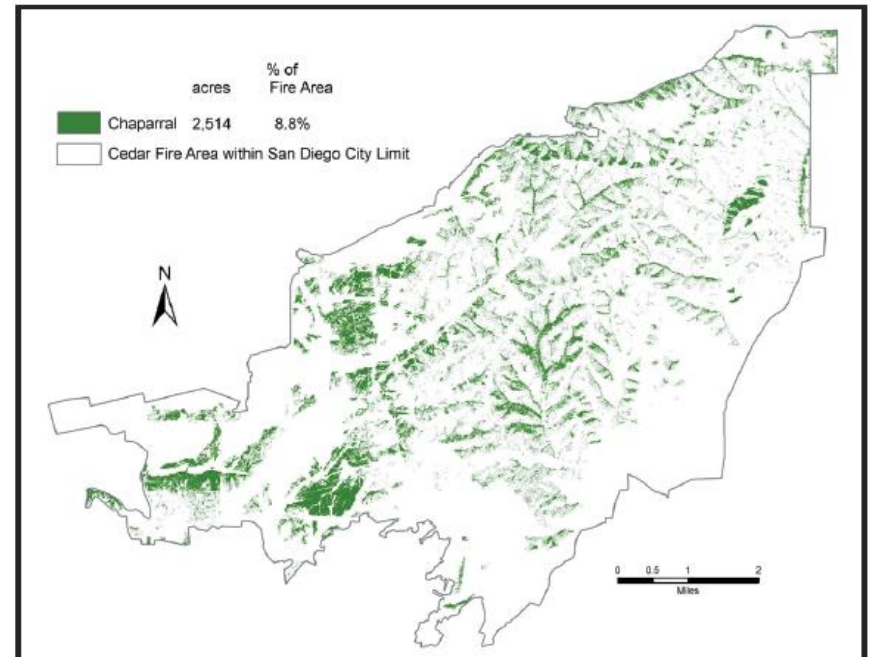 % of
acres Fire Area
Chaparral 2,514 8.8%
Cedar Fire Area within San Diego City Limit
N
0 0.5 1 2
Miles